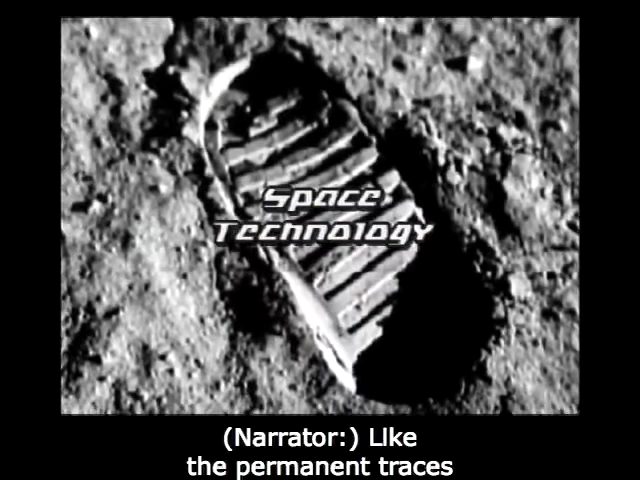 Space
Technology
(Narrator:) Like
the permanent traces